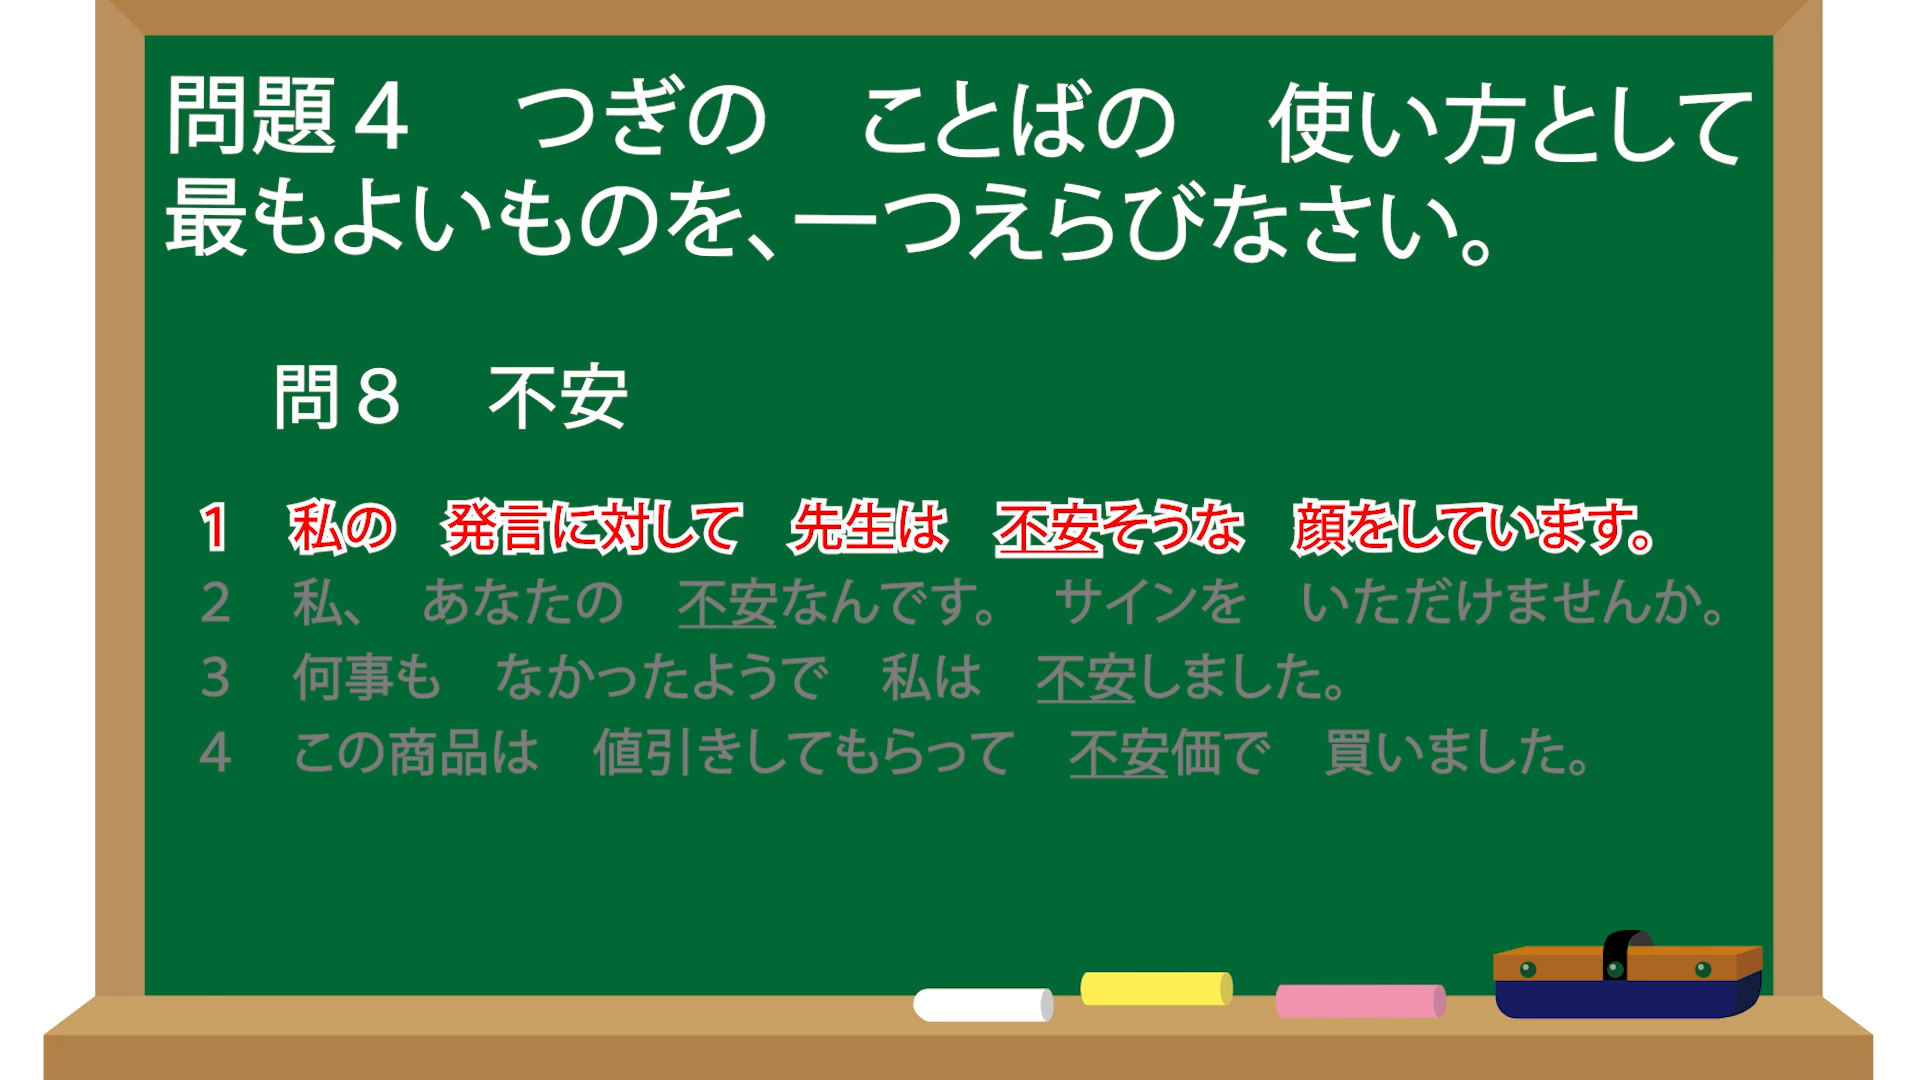 問題４　つぎの　ことばの　使い方として
最もよいものを、一つえらびなさい。
問８　不安
１　私の　発言に対して　先生は　不安そうな　顔をしています。
２　私、　あなたの　不安なんです。　サインを　いただけませんか。
３　何事も　なかったようで　私は　不安しました。
４　この商品は　値引きしてもらって　不安価で　買いました。